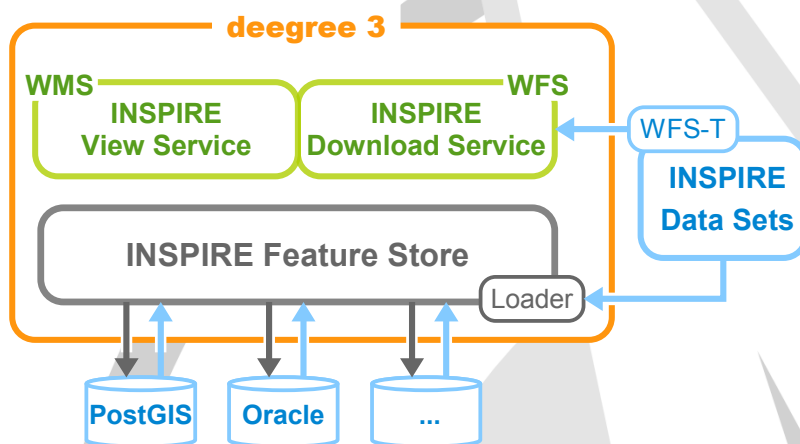 deegree 3
WMS
WFS
INSPIRE
View Service
INSPIRE
Download Service
WFS-T
INSPIRE
Data Sets
INSPIRE Feature Store
Loader
PostGIS
Oracle
...